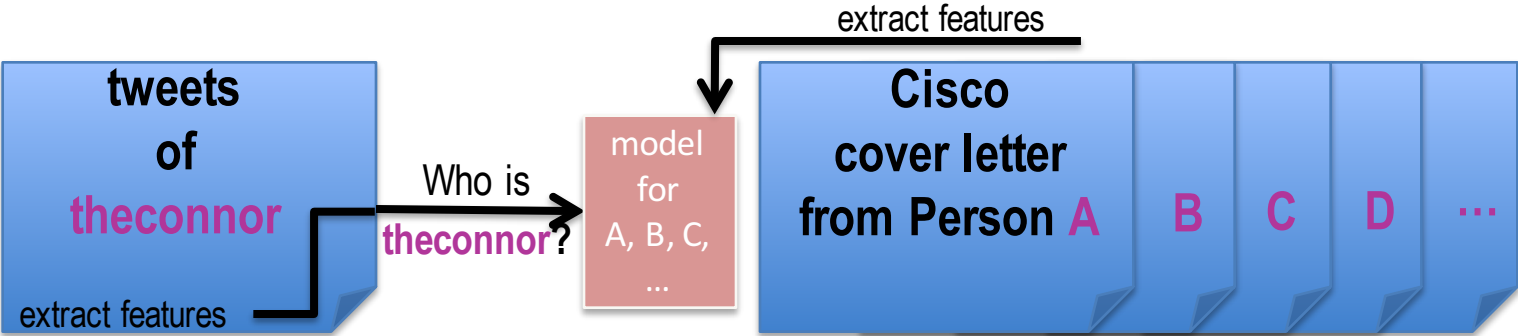 extract features
tweets
of
theconnor
extract features
Who is
theconnor?
model
for
A, B, C,
...
Cisco
cover letter
from Person A
B
C
D
...